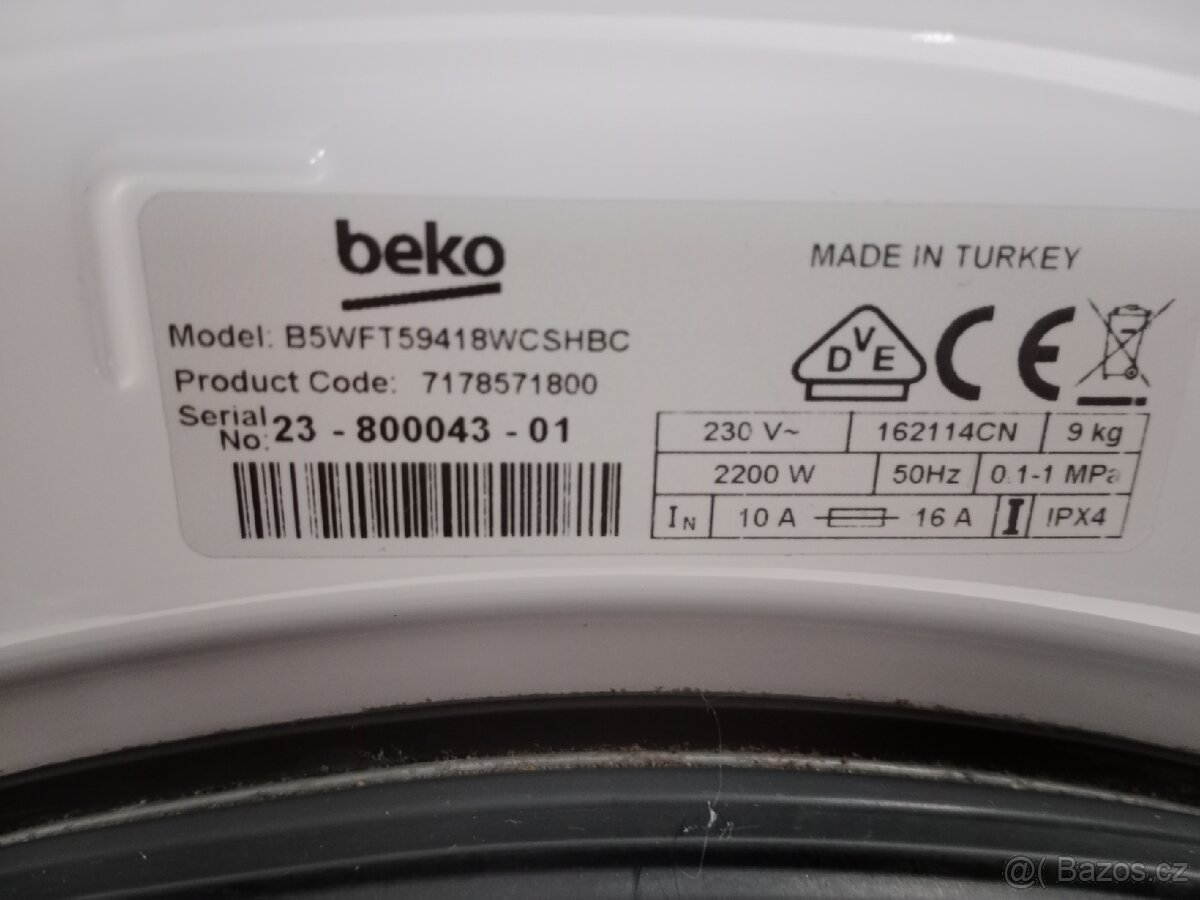 beko
MADE IN TURKEY
Model: B5WFT59418WCSHBC
Product Code: 7178571800
Serial No: 23 - 800043 - 01
DVE
CE
230 V~ 162114CN 9 kg
2200 W 50Hz 0.1-1 MPa
IN 10 A 16 A I IPX4
@( Bazos.cz